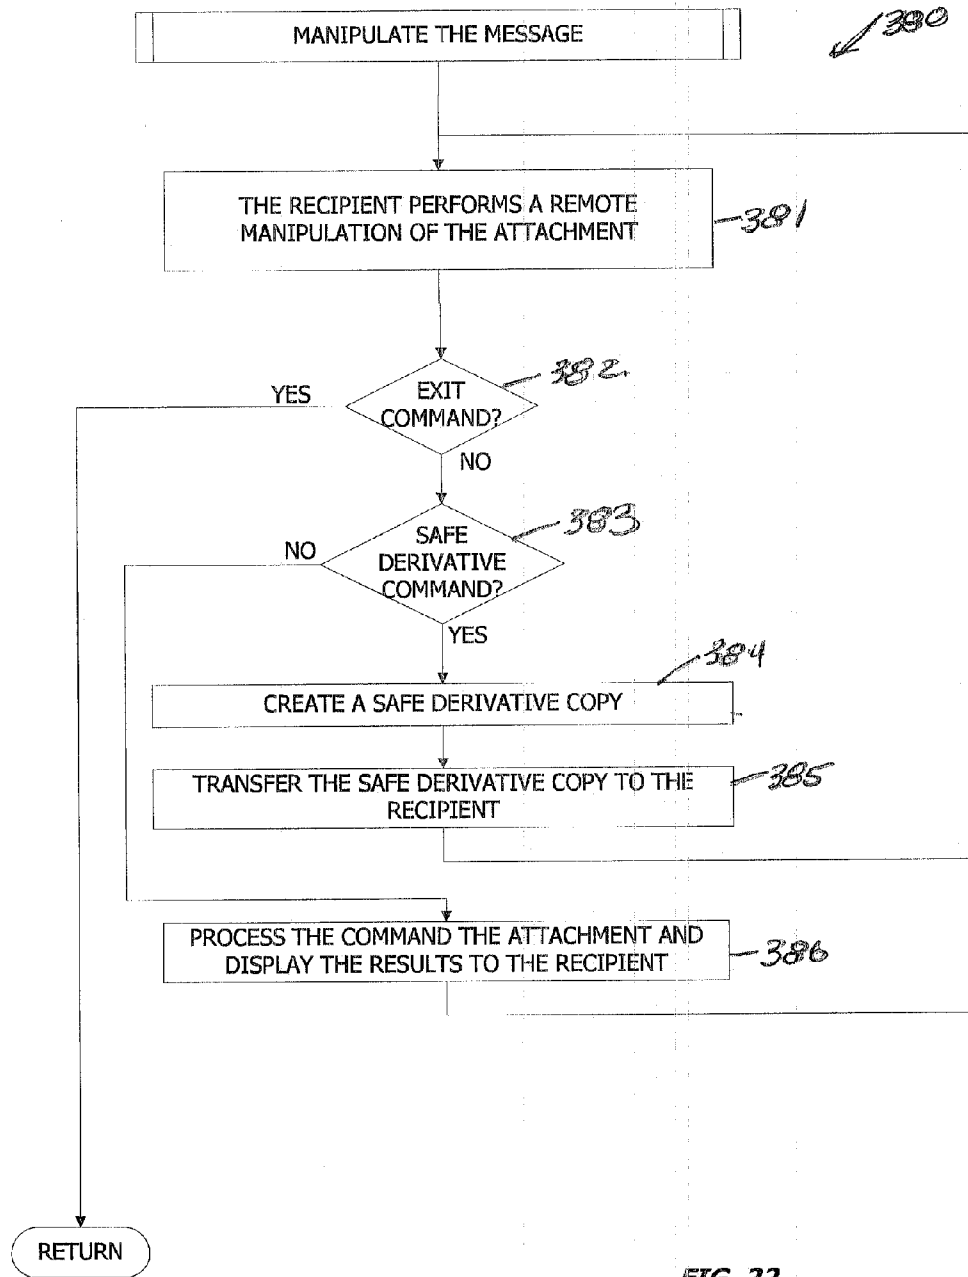 MANIPULATE THE MESSAGE
380
THE RECIPIENT PERFORMS A REMOTE
MANIPULATION OF THE ATTACHMENT
381
382
YES
EXIT
COMMAND?
NO
383
NO
SAFE
DERIVATIVE
COMMAND?
YES
384
CREATE A SAFE DERIVATIVE COPY
385
TRANSFER THE SAFE DERIVATIVE COPY TO THE
RECIPIENT
PROCESS THE COMMAND THE ATTACHMENT AND
DISPLAY THE RESULTS TO THE RECIPIENT
386
RETURN
FIG. 22